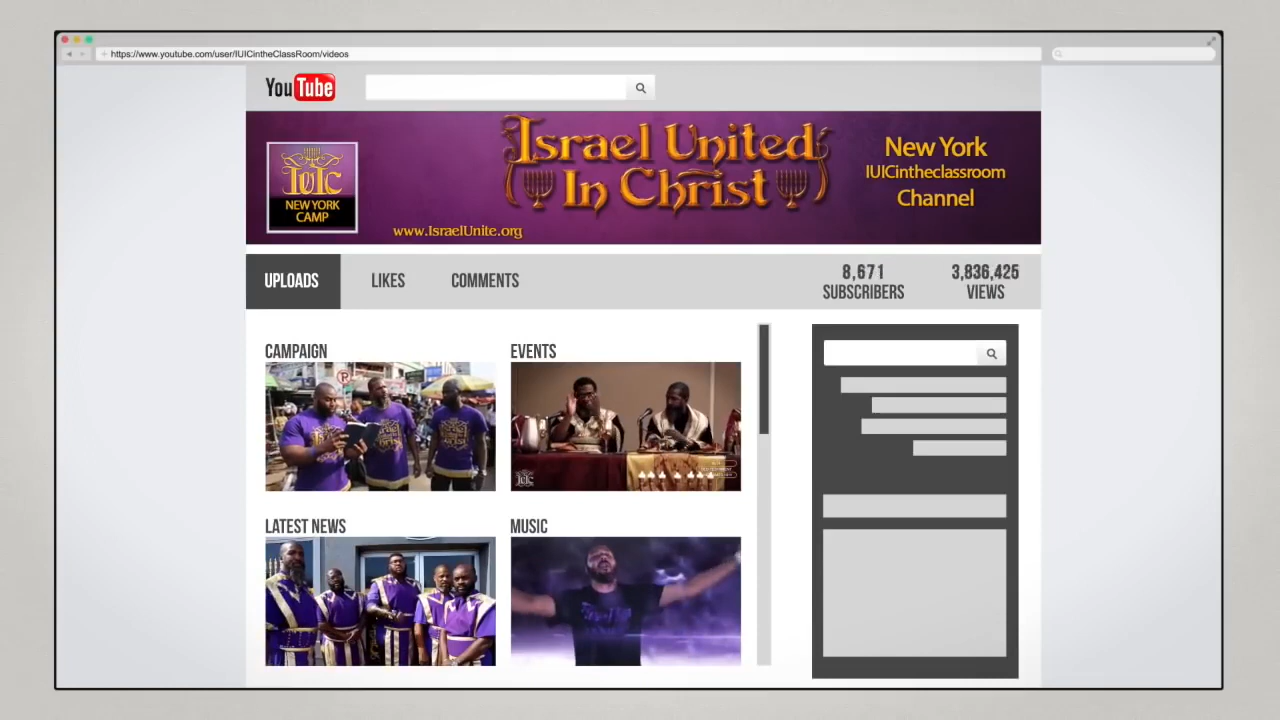 https://www.youtube.com/user/IUICintheClassRoom/videos
YouTube
Israel United
In Christ
IUIC
NEW YORK
CAMP
www.IsraelUnite.org
New York
IUICintheclassroom
Channel
UPLOADS
LIKES
COMMENTS
8,671
SUBSCRIBERS
3,836,425
VIEWS
CAMPAIGN
EVENTS
LATEST NEWS
MUSIC